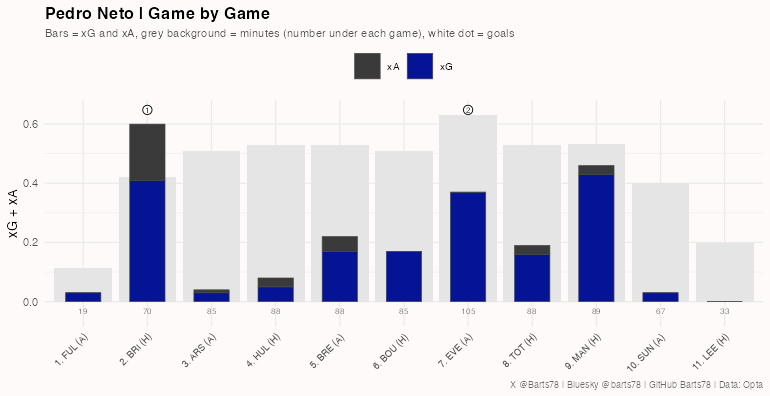 Pedro Neto | Game by Game
Bars = xG and xA, grey background = minutes (number under each game), white dot = goals
xA xG
xG + xA
0.6
0.4
0.2
0.0
1 2
19 70 85 88 88 85 105 88 89 67 33
1. FUL (A)
2. BRI (H)
3. ARS (A)
4. HUL (H)
5. BRE (A)
6. BOU (H)
7. EVE (A)
8. TOT (H)
9. MAN (H)
10. SUN (A)
11. LEE (H)
X @Barts78 | Bluesky @barts78 | GitHub Barts78 | Data: Opta